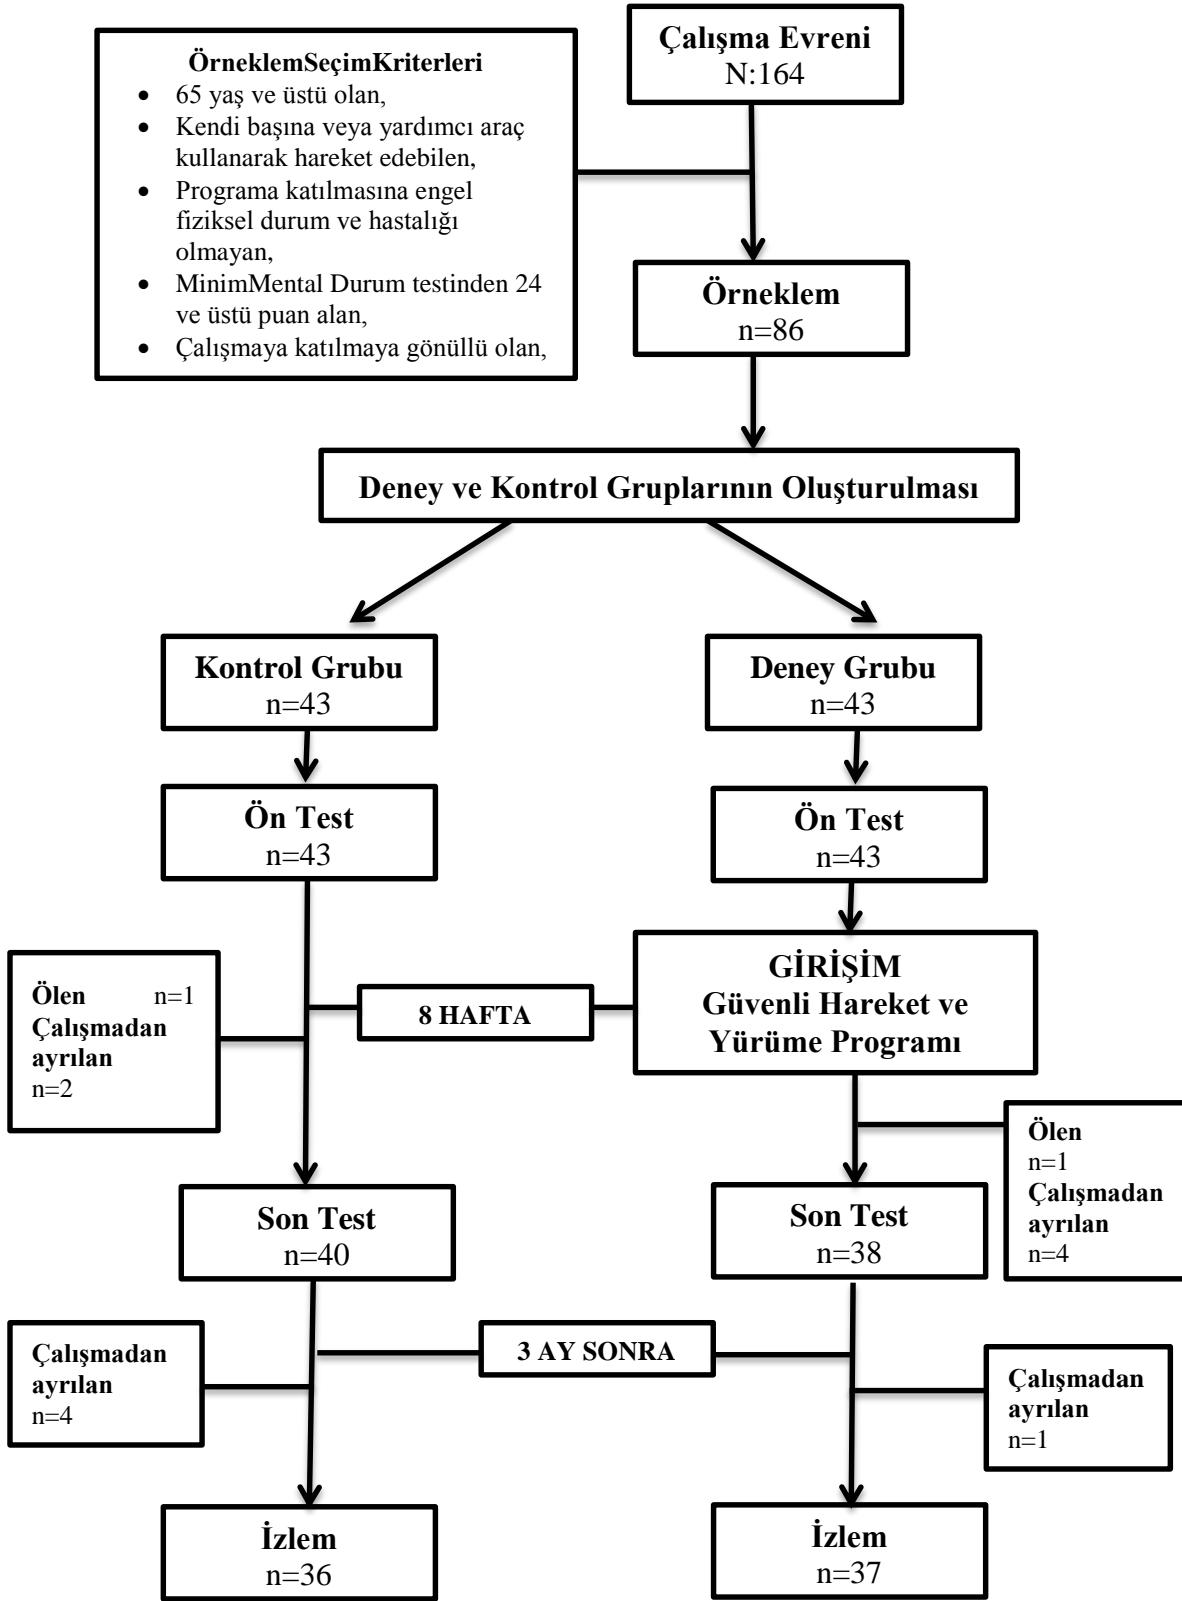 Çalışma Evreni
N:164
ÖrneklemSeçimKriterleri
• 65 yaş ve üstü olan,
• Kendi başına veya yardımcı araç
kullanarak hareket edebilen,
• Programa katılmasına engel
fiziksel durum ve hastalığı
olmayan,
• MinimMental Durum testinden 24
ve üstü puan alan,
• Çalışmaya katılmaya gönüllü olan,
Örneklem
n=86
Deney ve Kontrol Gruplarının Oluşturulması
Kontrol Grubu
n=43
Deney Grubu
n=43
Ön Test
n=43
Ön Test
n=43
GİRİŞİM
Güvenli Hareket ve
Yürüme Programı
8 HAFTA
Ölen n=1
Çalışmadan
ayrılan
n=2
Ölen
n=1
Çalışmadan
ayrılan
n=4
Son Test
n=40
Son Test
n=38
3 AY SONRA
Çalışmadan
ayrılan
n=4
Çalışmadan
ayrılan
n=1
İzlem
n=36
İzlem
n=37